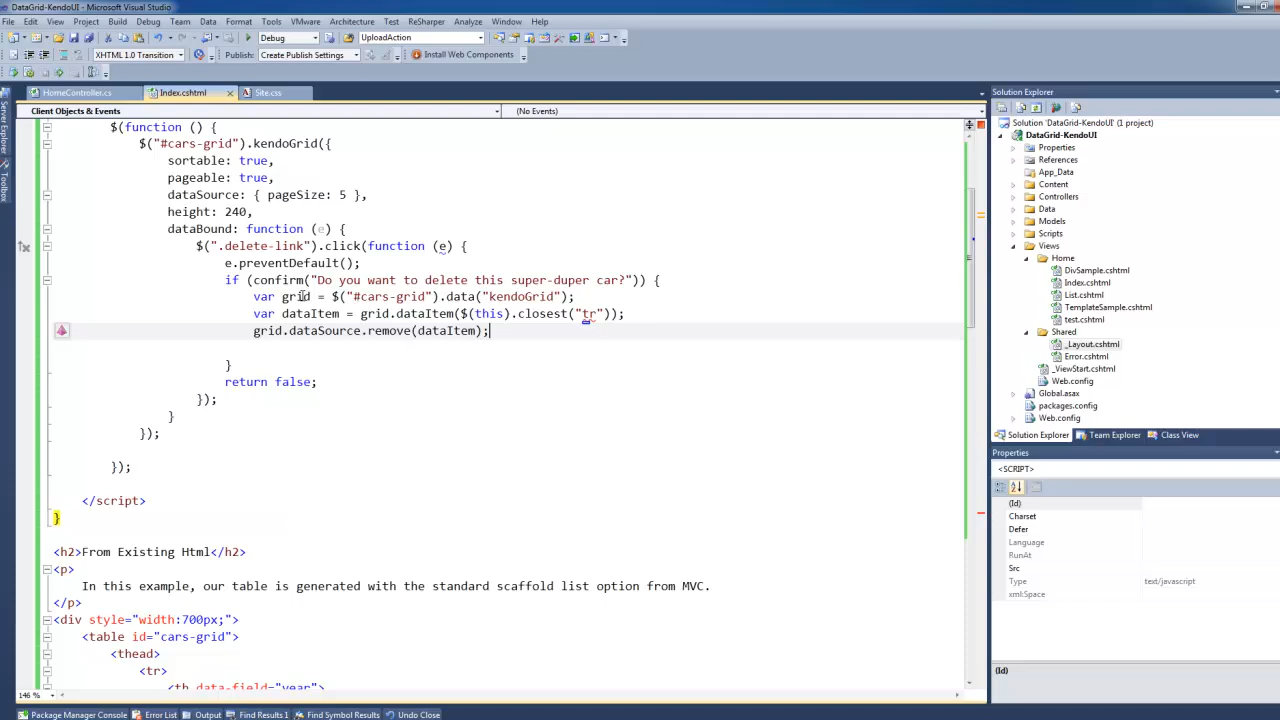 DataGrid-KendoUI - Microsoft Visual Studio
File Edit View Project Build Debug Team Data Format Tools VMware Architecture Test ReSharper Analyze Window Help
Debug UploadAction
XHTML 1.0 Transition Publish: Create Publish Settings Install Web Components
HomeController.cs Index.cshtml x Site.css
Client Objects & Events (No Events)
Server Explorer
Toolbox
$(function () {
$("#cars-grid").kendoGrid({
sortable: true,
pageable: true,
dataSource: { pageSize: 5 },
height: 240,
dataBound: function (e) {
$(".delete-link").click(function (e) {
e.preventDefault();
if (confirm("Do you want to delete this super-duper car?")) {
var grid = $("#cars-grid").data("kendoGrid");
var dataItem = grid.dataItem($(this).closest("tr"));
grid.dataSource.remove(dataItem);
}
return false;
});
}
});
});
</script>
}
<h2>From Existing Html</h2>
<p>
In this example, our table is generated with the standard scaffold list option from MVC.
</p>
<div style="width:700px;">
<table id="cars-grid">
<thead>
<tr>
<th data-field="year">
146 %
Solution Explorer
Solution 'DataGrid-KendoUI' (1 project)
DataGrid-KendoUI
Properties
References
App_Data
Content
Controllers
Data
Models
Scripts
Views
Home
DivSample.cshtml
Index.cshtml
List.cshtml
TemplateSample.cshtml
Shared
_Layout.cshtml
Error.cshtml
_ViewStart.cshtml
Web.config
Global.asax
packages.config
Web.config
Solution Explorer Team Explorer Class View
Properties
<SCRIPT>
(Id)
Charset
Defer
Language
RunAt
Src
Type text/javascript
xml:Space
(Id)
Package Manager Console Error List Output Find Results 1 Find Symbol Results Undo Close